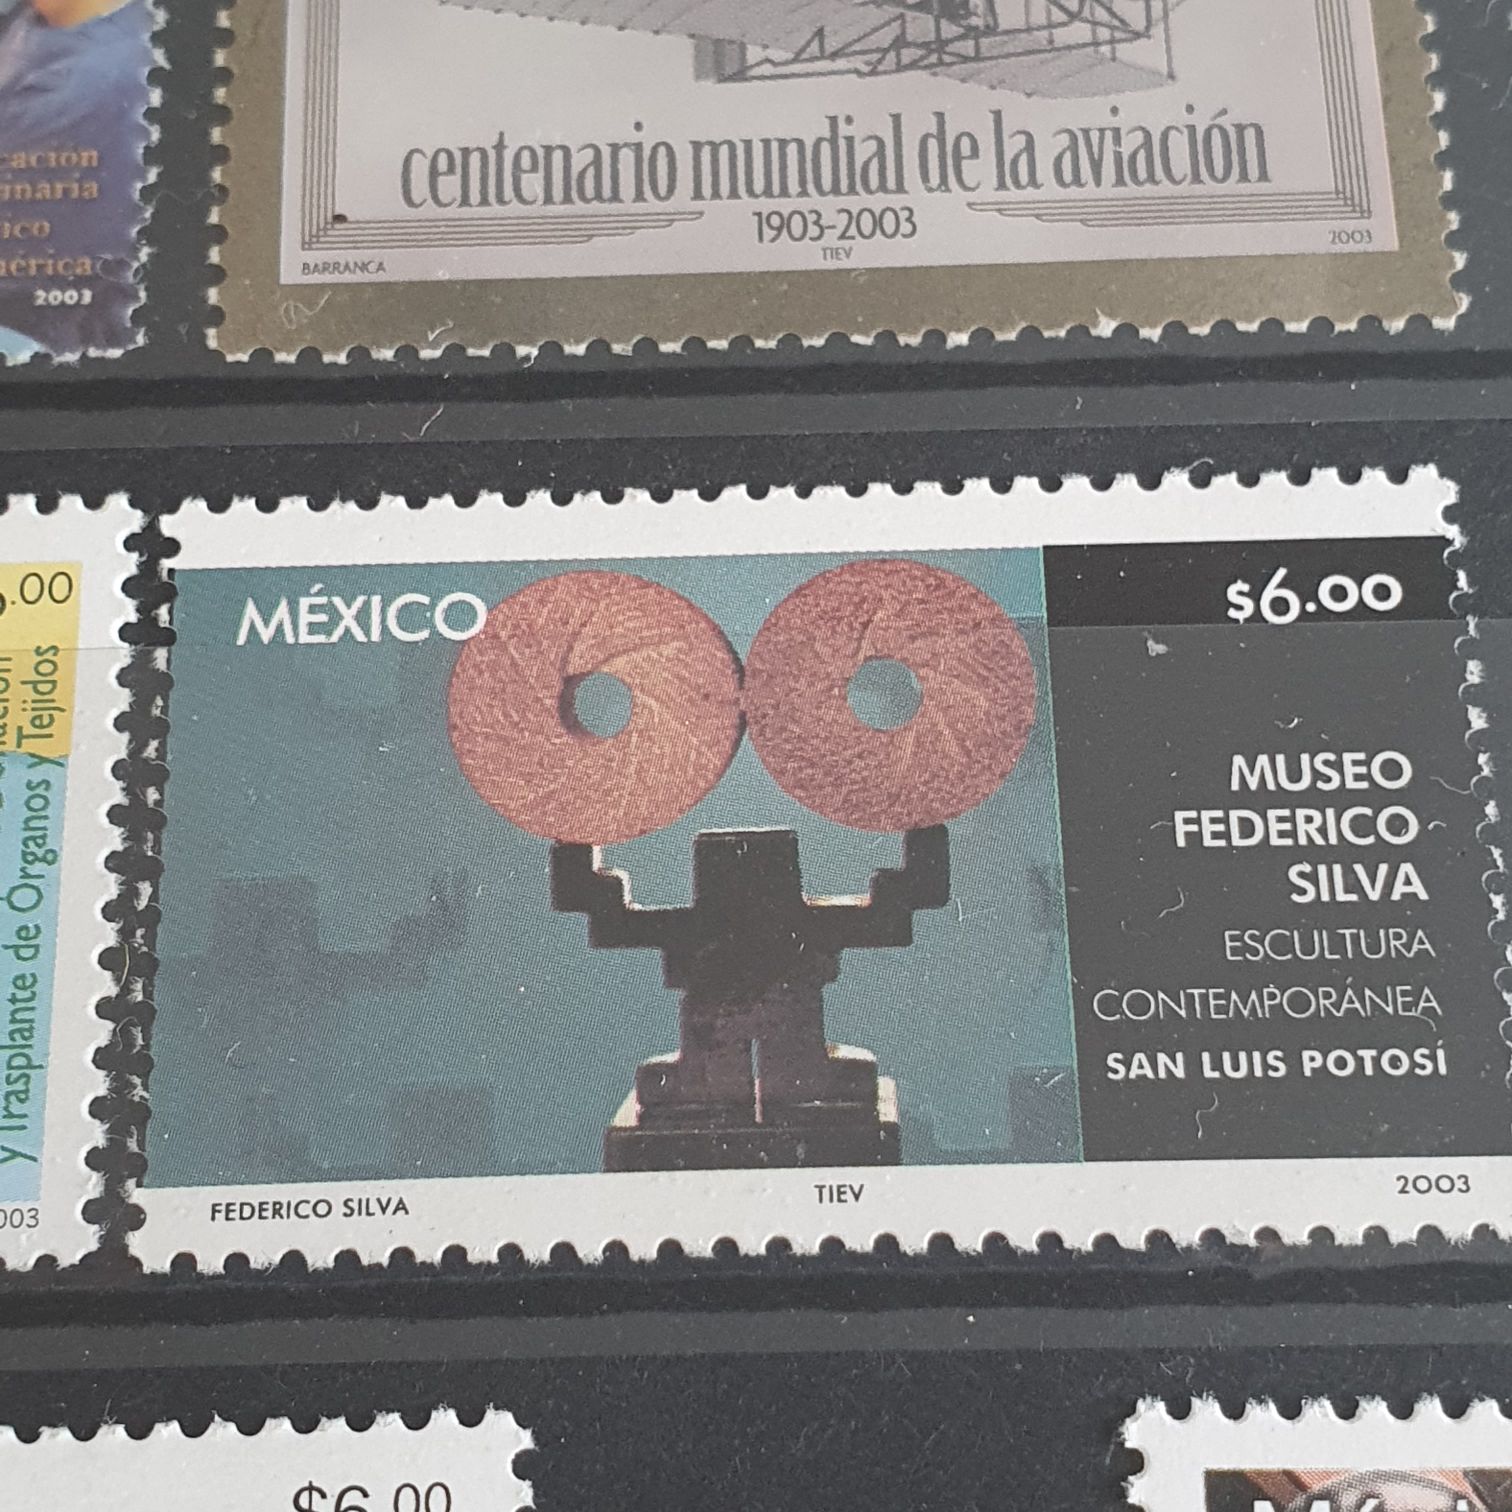 2003
centenario mundial de la aviación
1903-2003
TIEV
BARRANCA
2003
.00
y Trasplante de Órganos y Tejidos
003
MÉXICO
$6.00
MUSEO
FEDERICO
SILVA
ESCULTURA
CONTEMPORÁNEA
SAN LUIS POTOSÍ
FEDERICO SILVA
TIEV
2003
$6.00